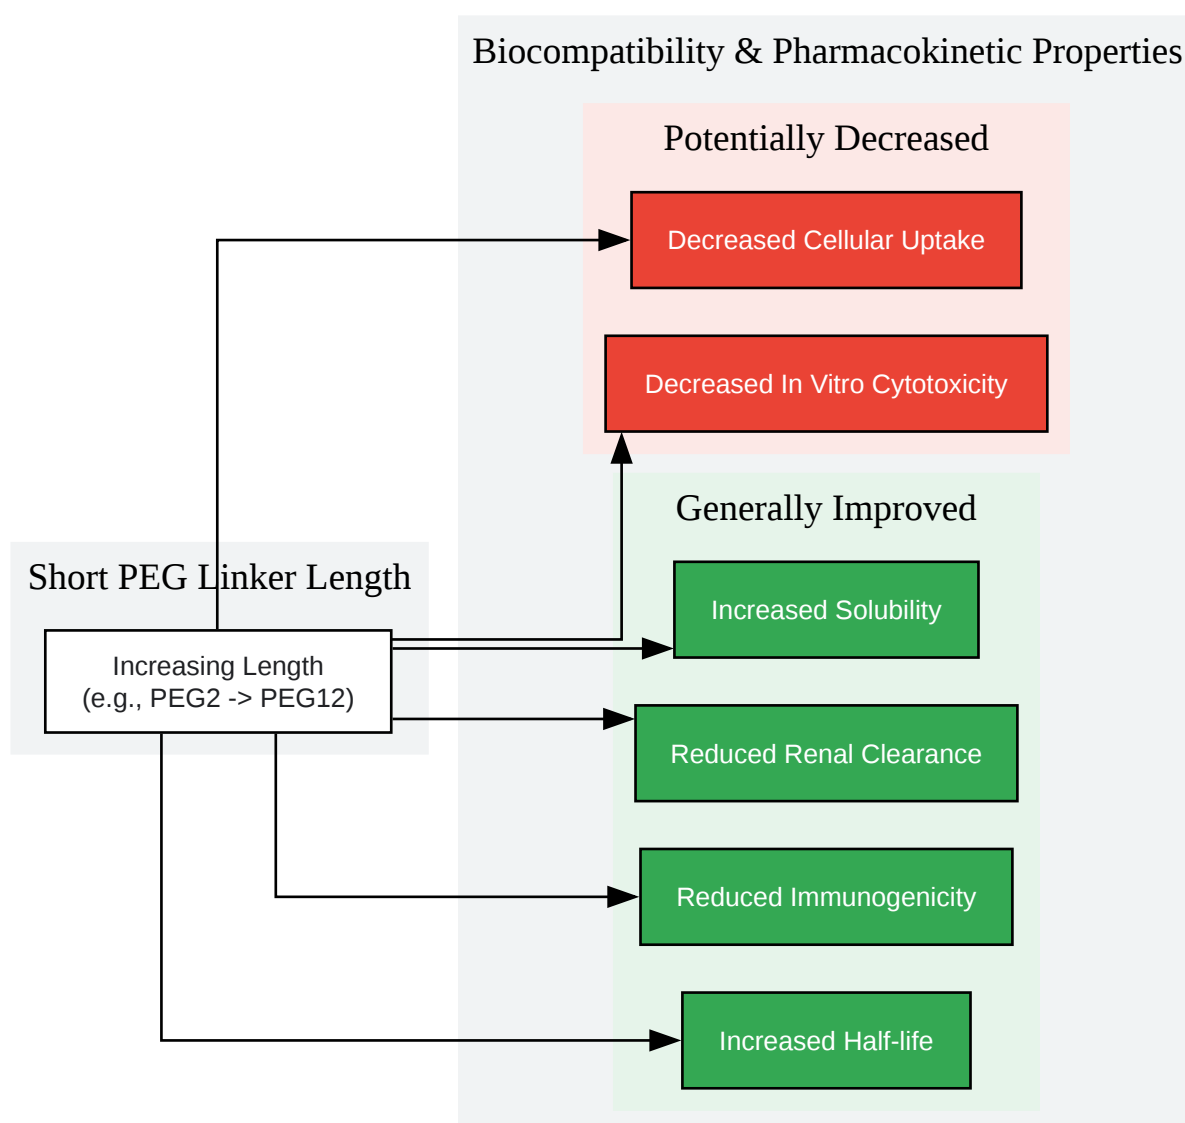 Biocompatibility & Pharmacokinetic Properties
Potentially Decreased
Decreased Cellular Uptake
Decreased In Vitro Cytotoxicity
Generally Improved
Short PEG Linker Length
Increasing Length
(e.g., PEG2 -> PEG12)
Increased Solubility
Reduced Renal Clearance
Reduced Immunogenicity
Increased Half-life